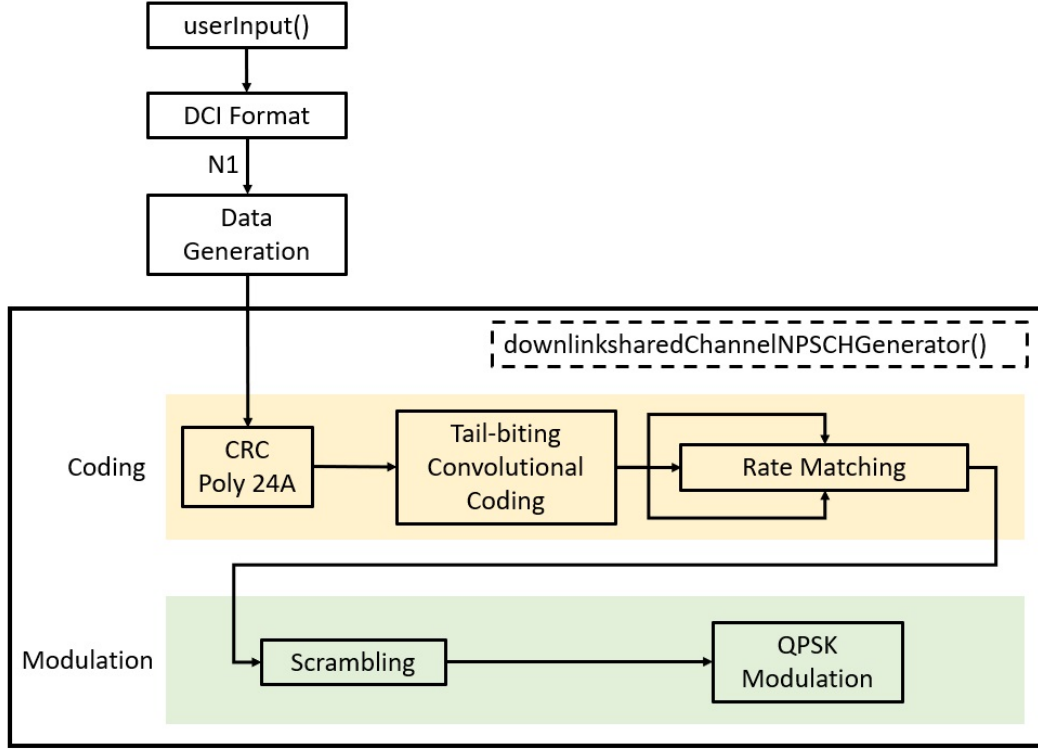 userInput()
DCI Format
N1
Data
Generation
downlinksharedChannelNPSCHGenerator()
Coding
CRC
Poly 24A
Tail-biting
Convolutional
Coding
Rate Matching
Modulation
Scrambling
QPSK
Modulation